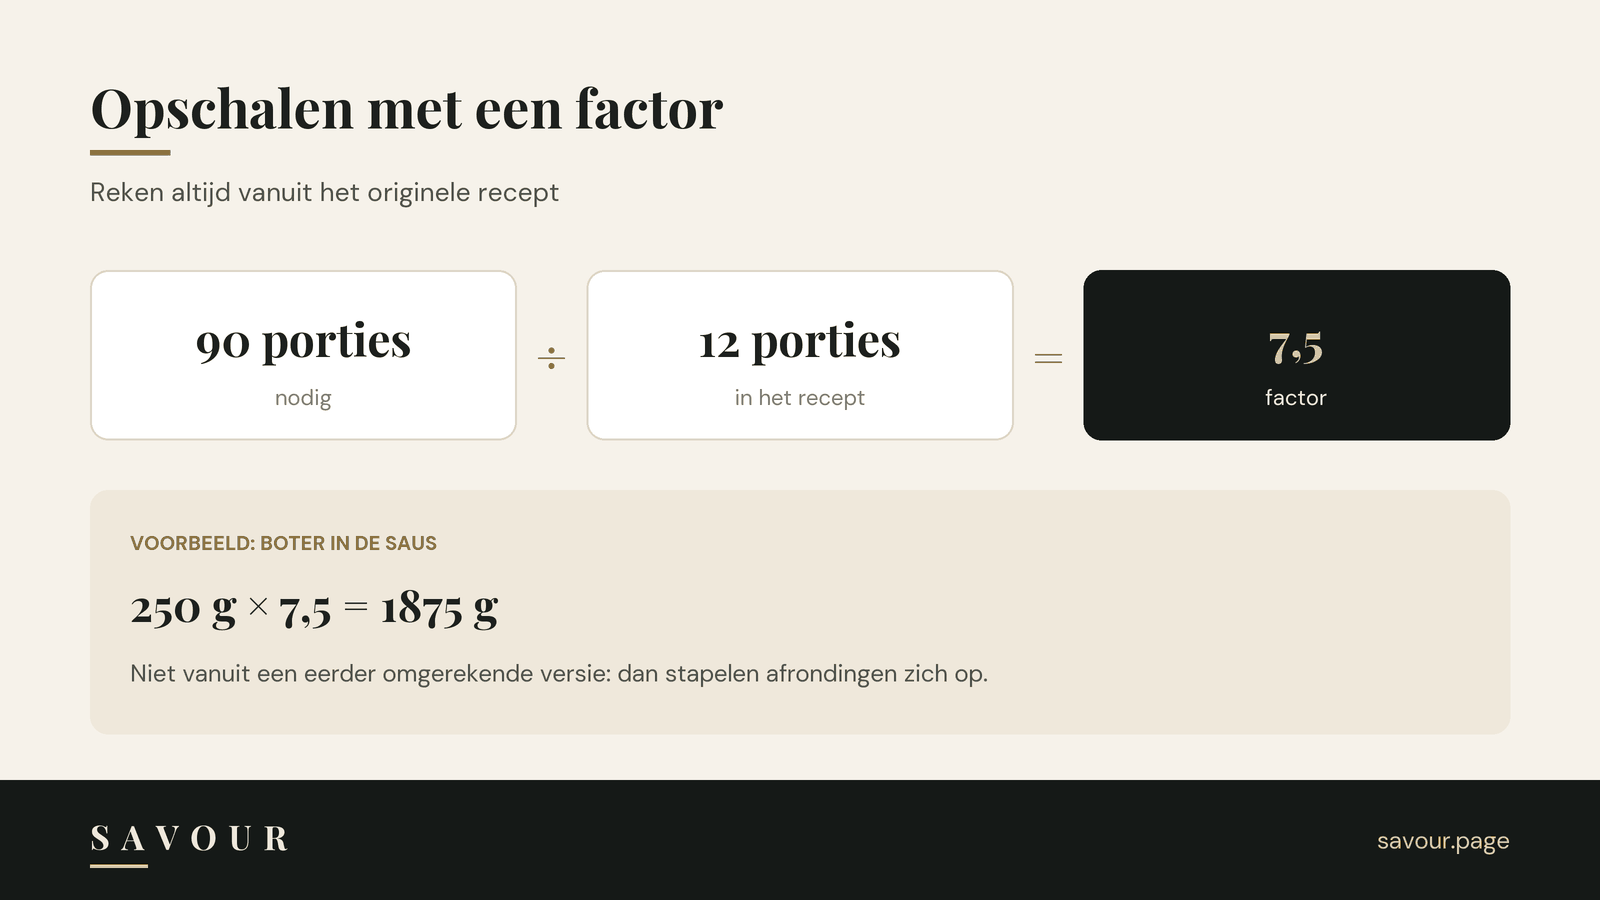 Opschalen met een factor
Reken altijd vanuit het originele recept
90 porties
nodig
÷
12 porties
in het recept
=
7,5
factor
VOORBEELD: BOTER IN DE SAUS
250 g × 7,5 = 1875 g
Niet vanuit een eerder omgerekende versie: dan stapelen afrondingen zich op.
SAVOUR
savour.page